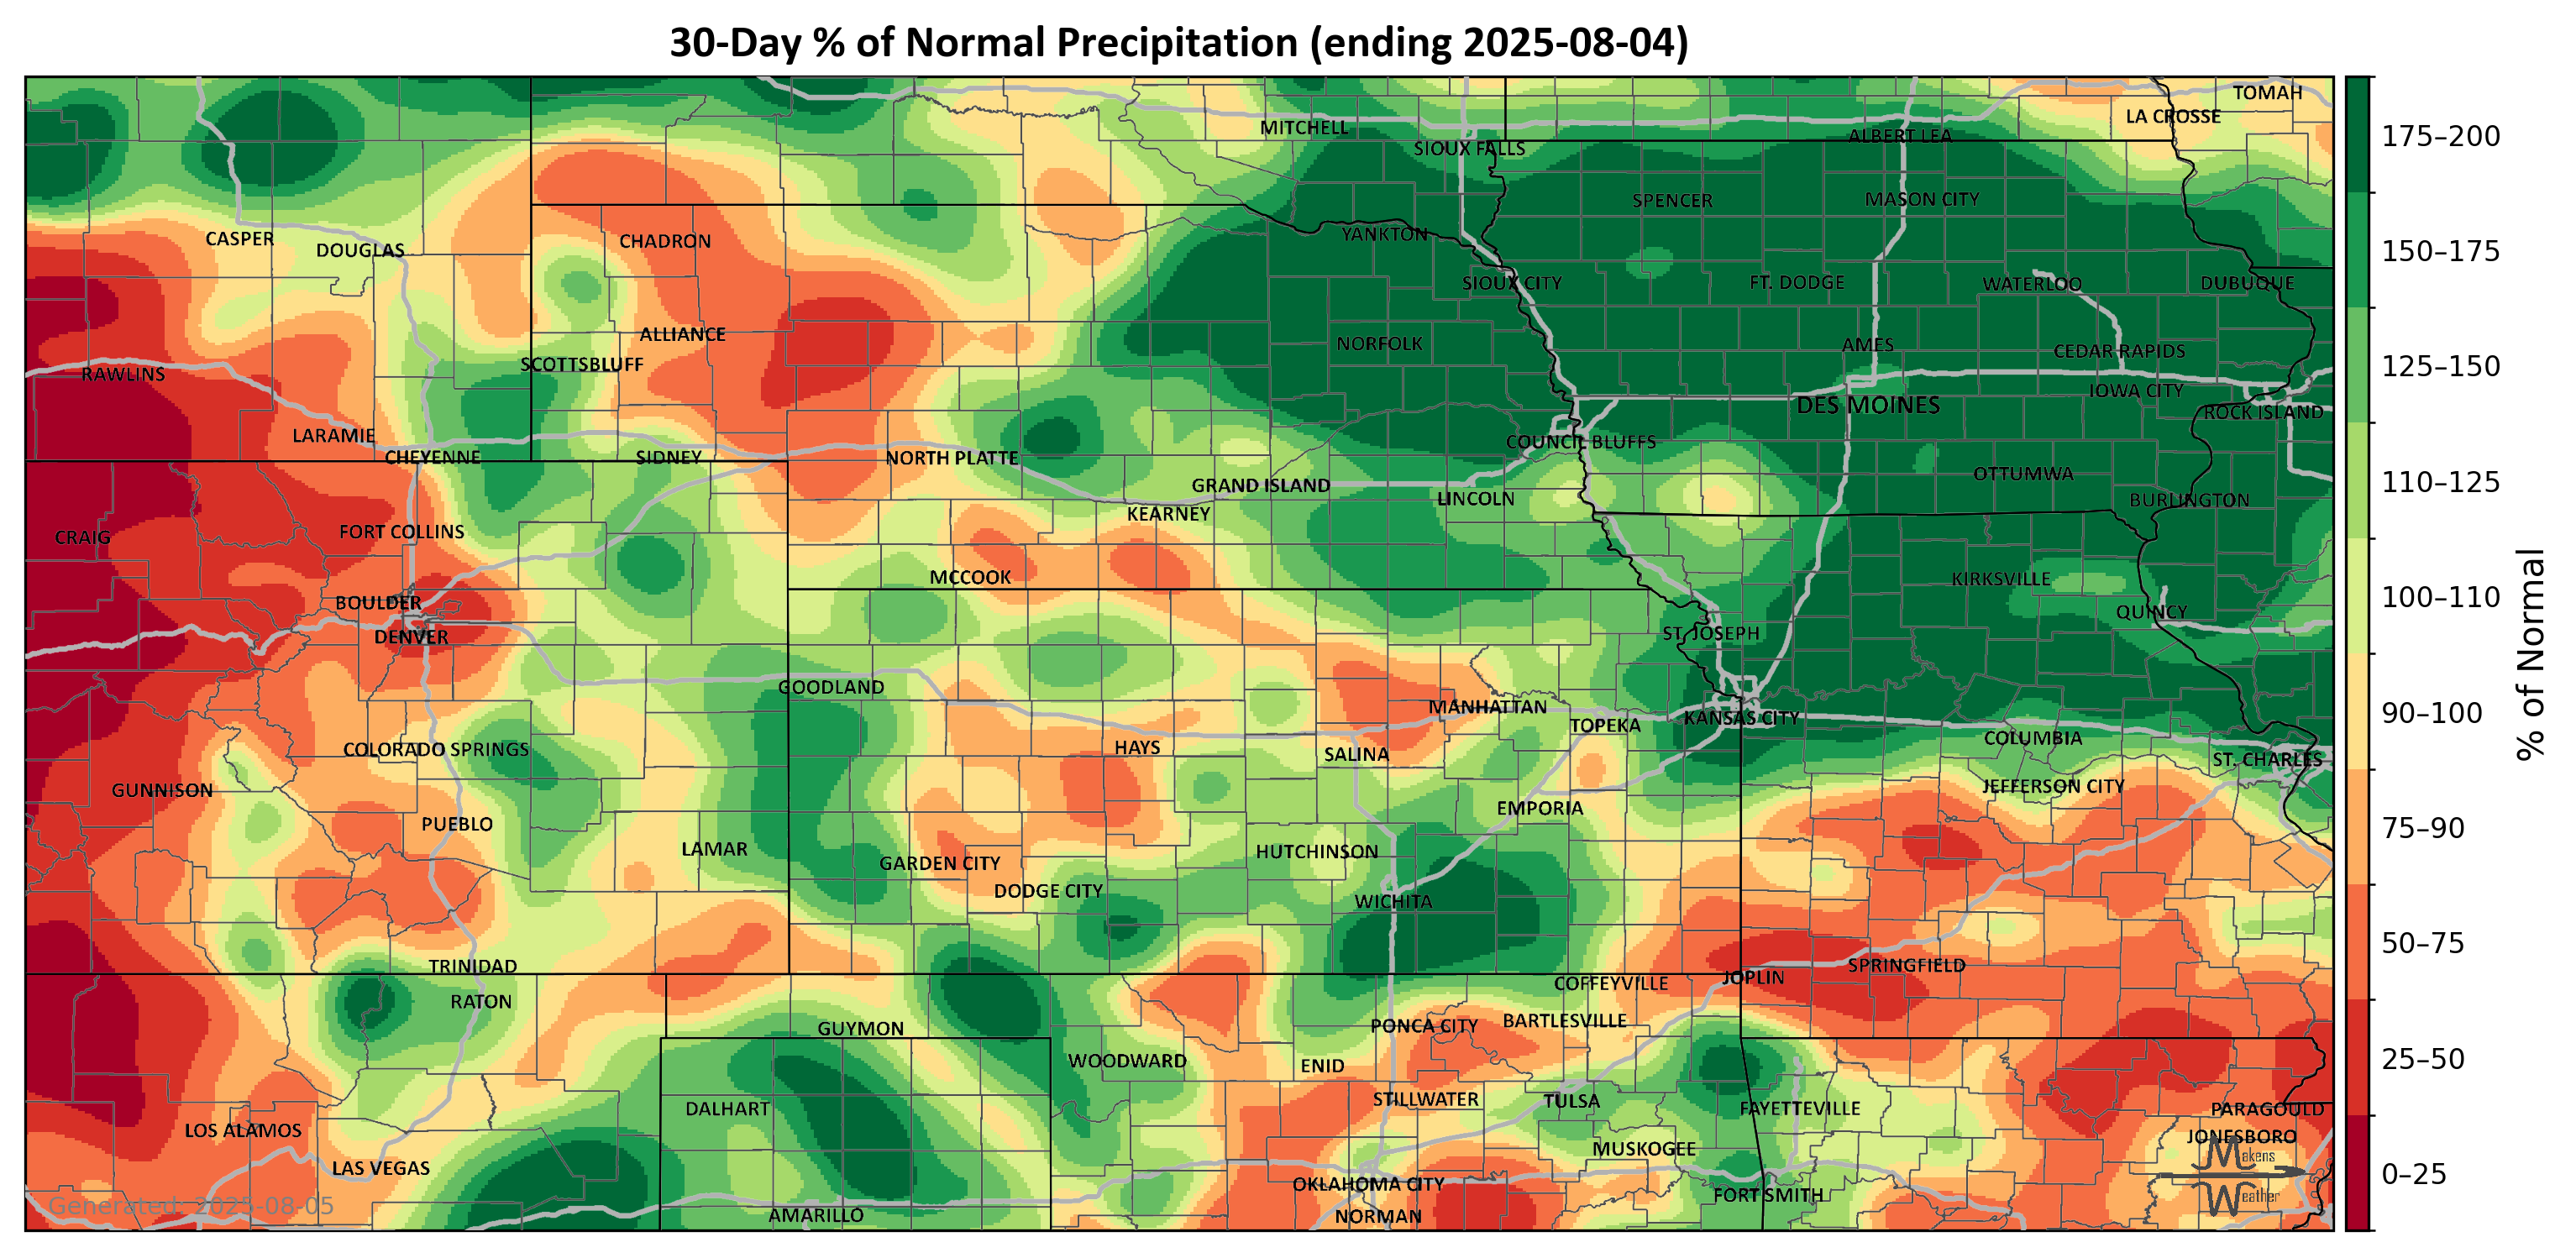 30-Day % of Normal Precipitation (ending 2025-08-04)
TOMAH
LA CROSSE
MITCHELL
ALBERT LEA
SIOUX FALLS
SPENCER
MASON CITY
YANKTON
CASPER
CHADRON
DOUGLAS
SIOUX CITY
FT. DODGE
WATERLOO
DUBUQUE
ALLIANCE
NORFOLK
AMES
CEDAR RAPIDS
SCOTTSBLUFF
RAWLINS
IOWA CITY
DES MOINES
ROCK ISLAND
LARAMIE
COUNCIL BLUFFS
CHEYENNE
SIDNEY
NORTH PLATTE
OTTUMWA
GRAND ISLAND
LINCOLN
BURLINGTON
KEARNEY
FORT COLLINS
CRAIG
MCCOOK
KIRKSVILLE
BOULDER
QUINCY
DENVER
ST. JOSEPH
GOODLAND
MANHATTAN
KANSAS CITY
TOPEKA
COLUMBIA
COLORADO SPRINGS
HAYS
SALINA
ST. CHARLES
GUNNISON
JEFFERSON CITY
EMPORIA
PUEBLO
LAMAR
HUTCHINSON
GARDEN CITY
DODGE CITY
WICHITA
TRINIDAD
SPRINGFIELD
JOPLIN
COFFEYVILLE
RATON
BARTLESVILLE
PONCA CITY
GUYMON
WOODWARD
ENID
STILLWATER
TULSA
DALHART
FAYETTEVILLE
PARAGOULD
LOS ALAMOS
JONESBORO
MUSKOGEE
LAS VEGAS
OKLAHOMA CITY
FORT SMITH
AMARILLO
NORMAN
Generated: 2025-08-05
Makens
Weather
175–200
150–175
125–150
110–125
100–110
90–100
75–90
50–75
25–50
0–25
% of Normal